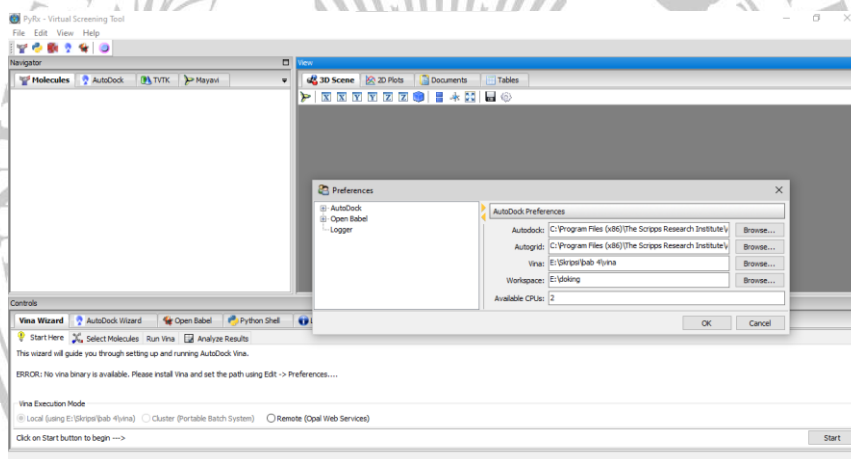 PyRx - Virtual Screening Tool
File Edit View Help
Navigator
View
Molecules AutoDock TVTK Mayavi
3D Scene 2D Plots Documents Tables
X X Y Y Z Z
Preferences
AutoDock
Open Babel
Logger
AutoDock Preferences
Autodock: C:\Program Files (x86)\The Scripps Research Institute\ Browse...
Autogrid: C:\Program Files (x86)\The Scripps Research Institute\ Browse...
Vina: E:\Skripsi\bab 4\vina Browse...
Workspace: E:\doking Browse...
Available CPUs: 2
OK Cancel
Controls
Vina Wizard AutoDock Wizard Open Babel Python Shell
Start Here Select Molecules Run Vina Analyze Results
This wizard will guide you through setting up and running AutoDock Vina.
ERROR: No vina binary is available. Please install Vina and set the path using Edit -> Preferences....
Vina Execution Mode
Local (using E:\Skripsi\bab 4\vina) Cluster (Portable Batch System) Remote (Opal Web Services)
Click on Start button to begin --->
Start